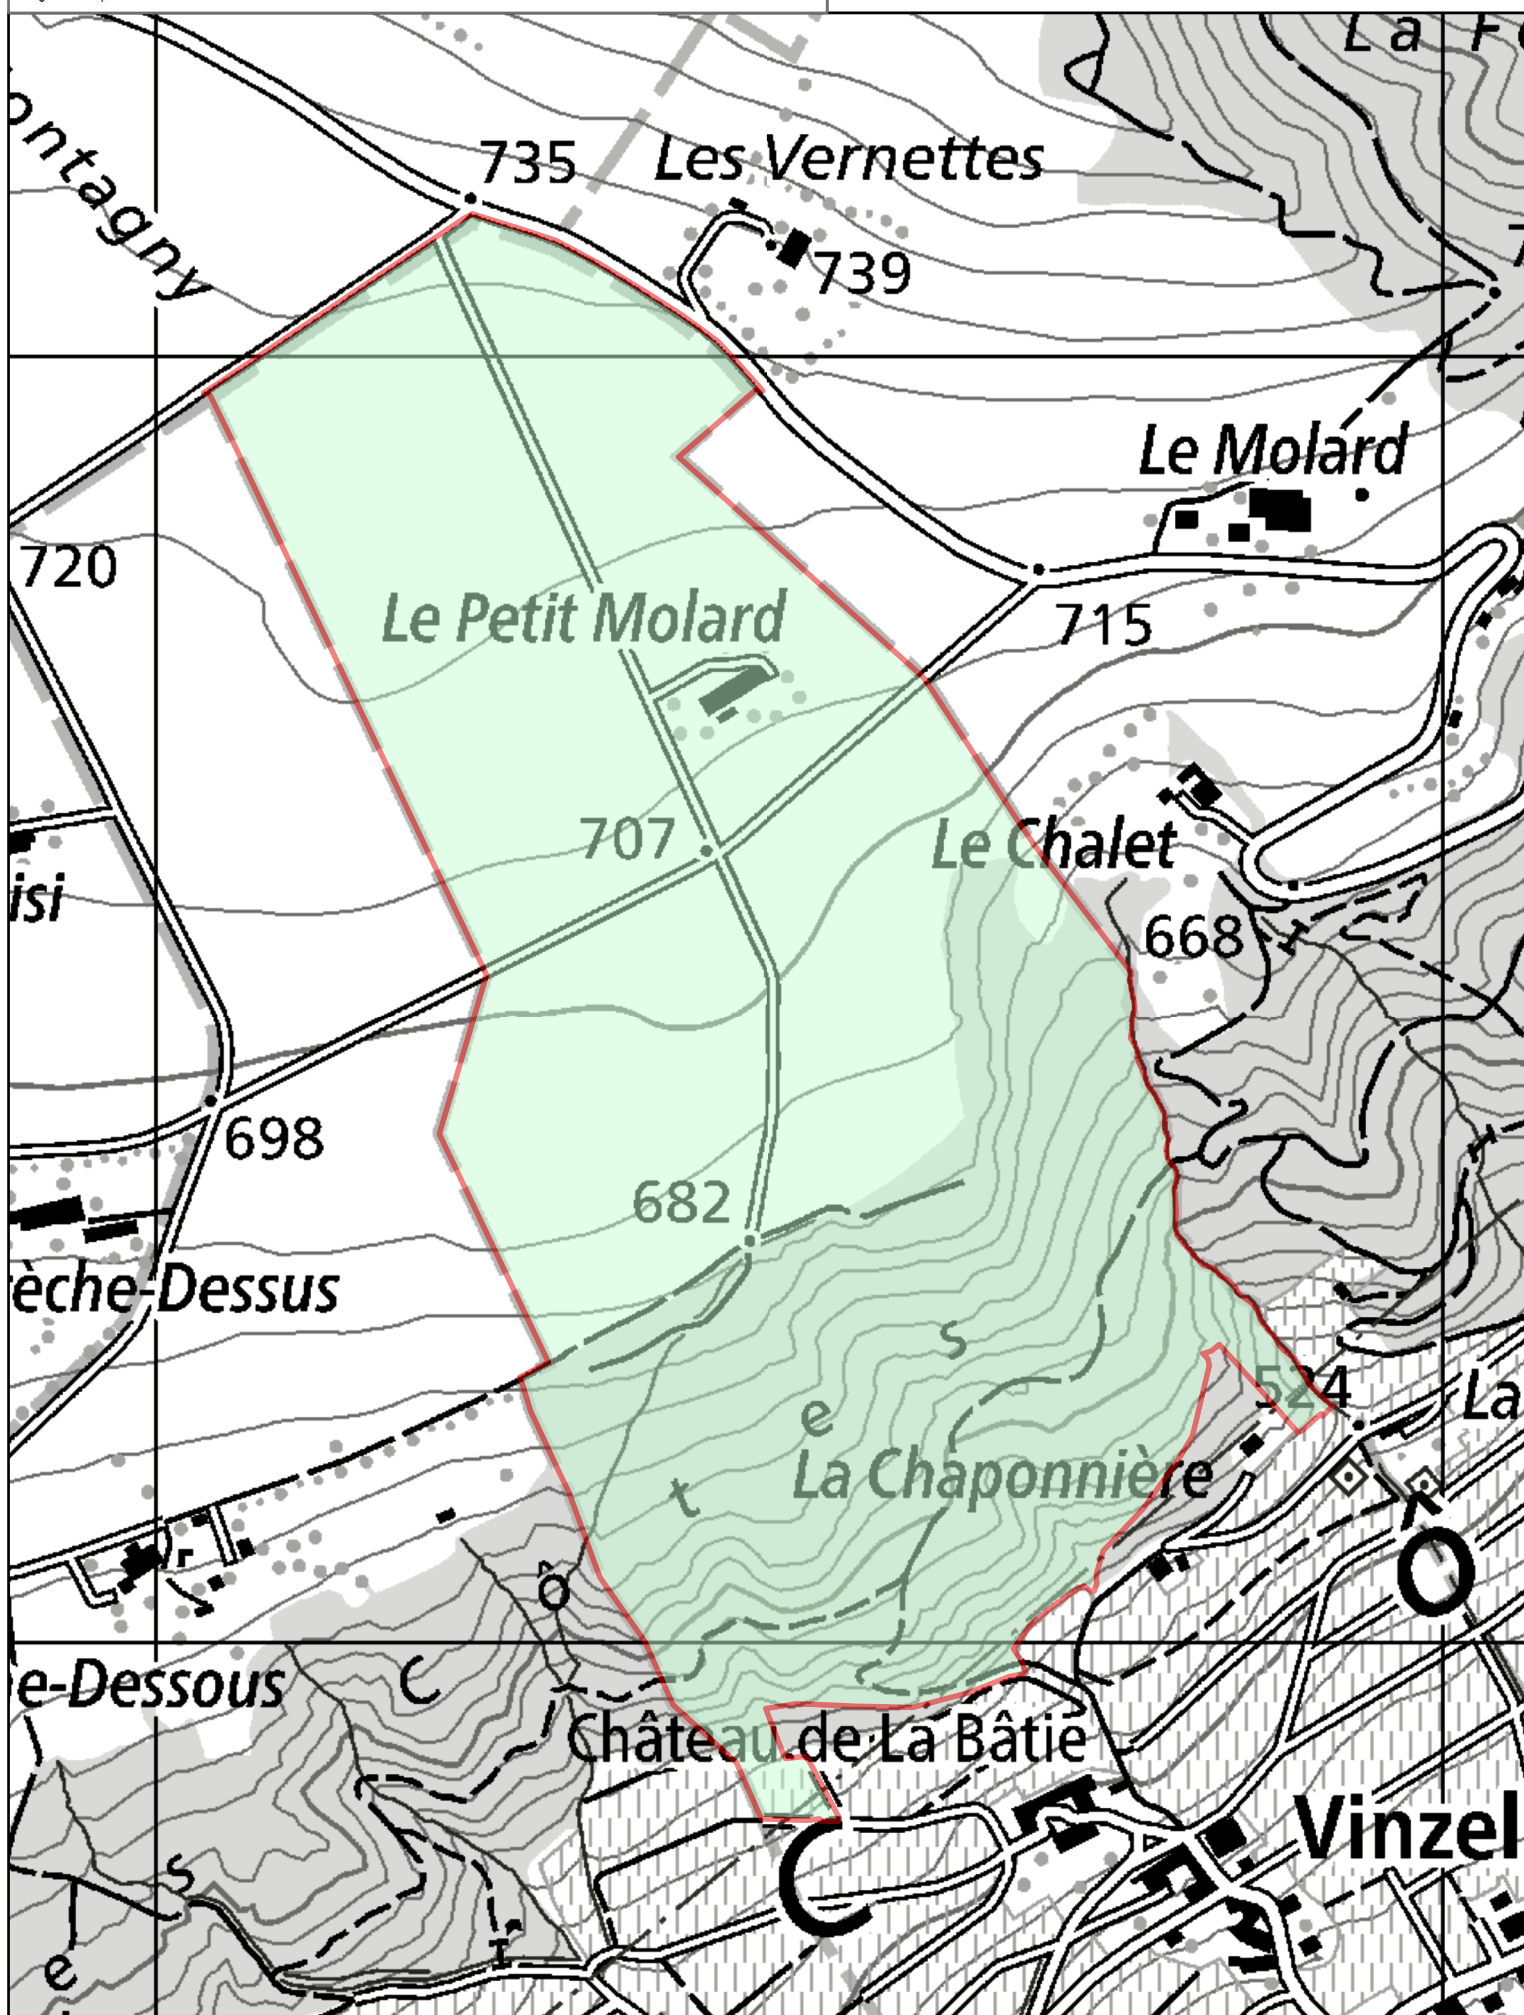 La
ontagny
735
Les Vernettes
739
Le Molard
720
Le Petit Molard
715
707
Le Chalet
isi
668
698
682
èche-Dessus
s
524
La
e
La Chaponnière
t
r
Ô
O
e-Dessous
C
Château de La Bâtie
Vinzel
C
s
e